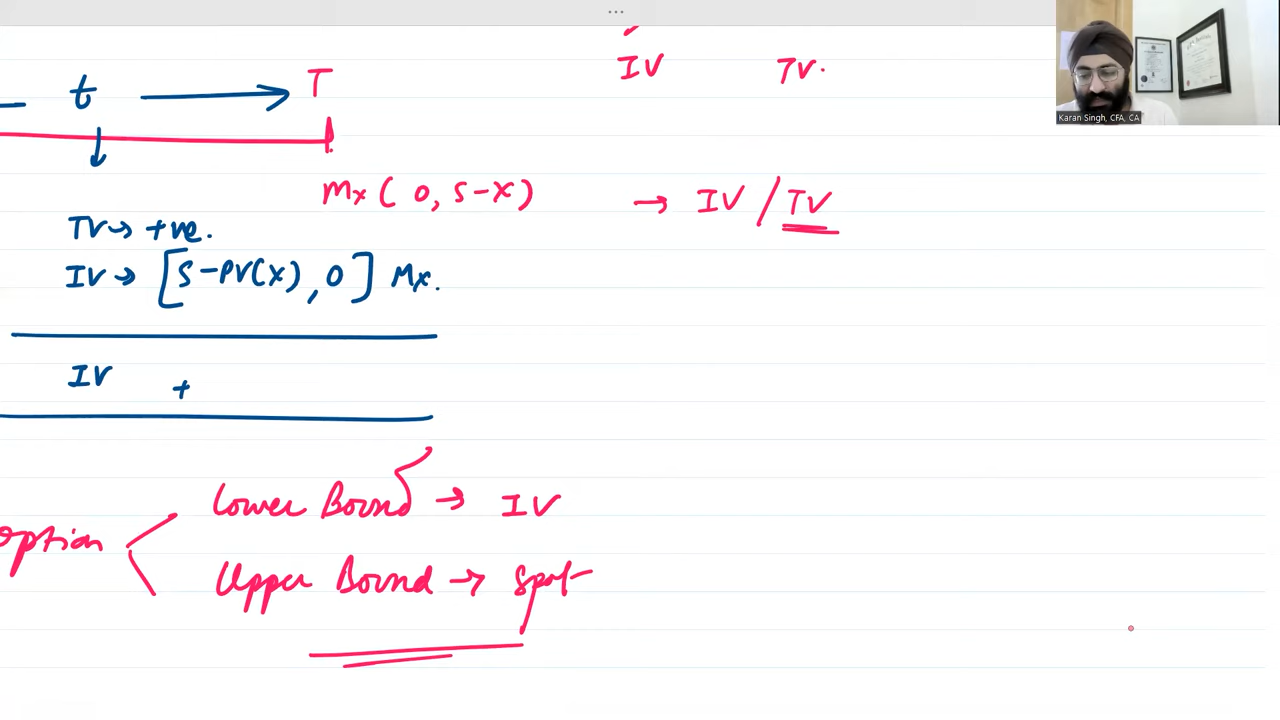 IV TV.
Karan Singh, CFA, CA
t → T
Mx ( 0, S-X) → IV / TV
TV → +ve.
IV → [S-PV(X), 0] Mx.
IV +
option
Lower Bound → IV
Upper Bound → Spot